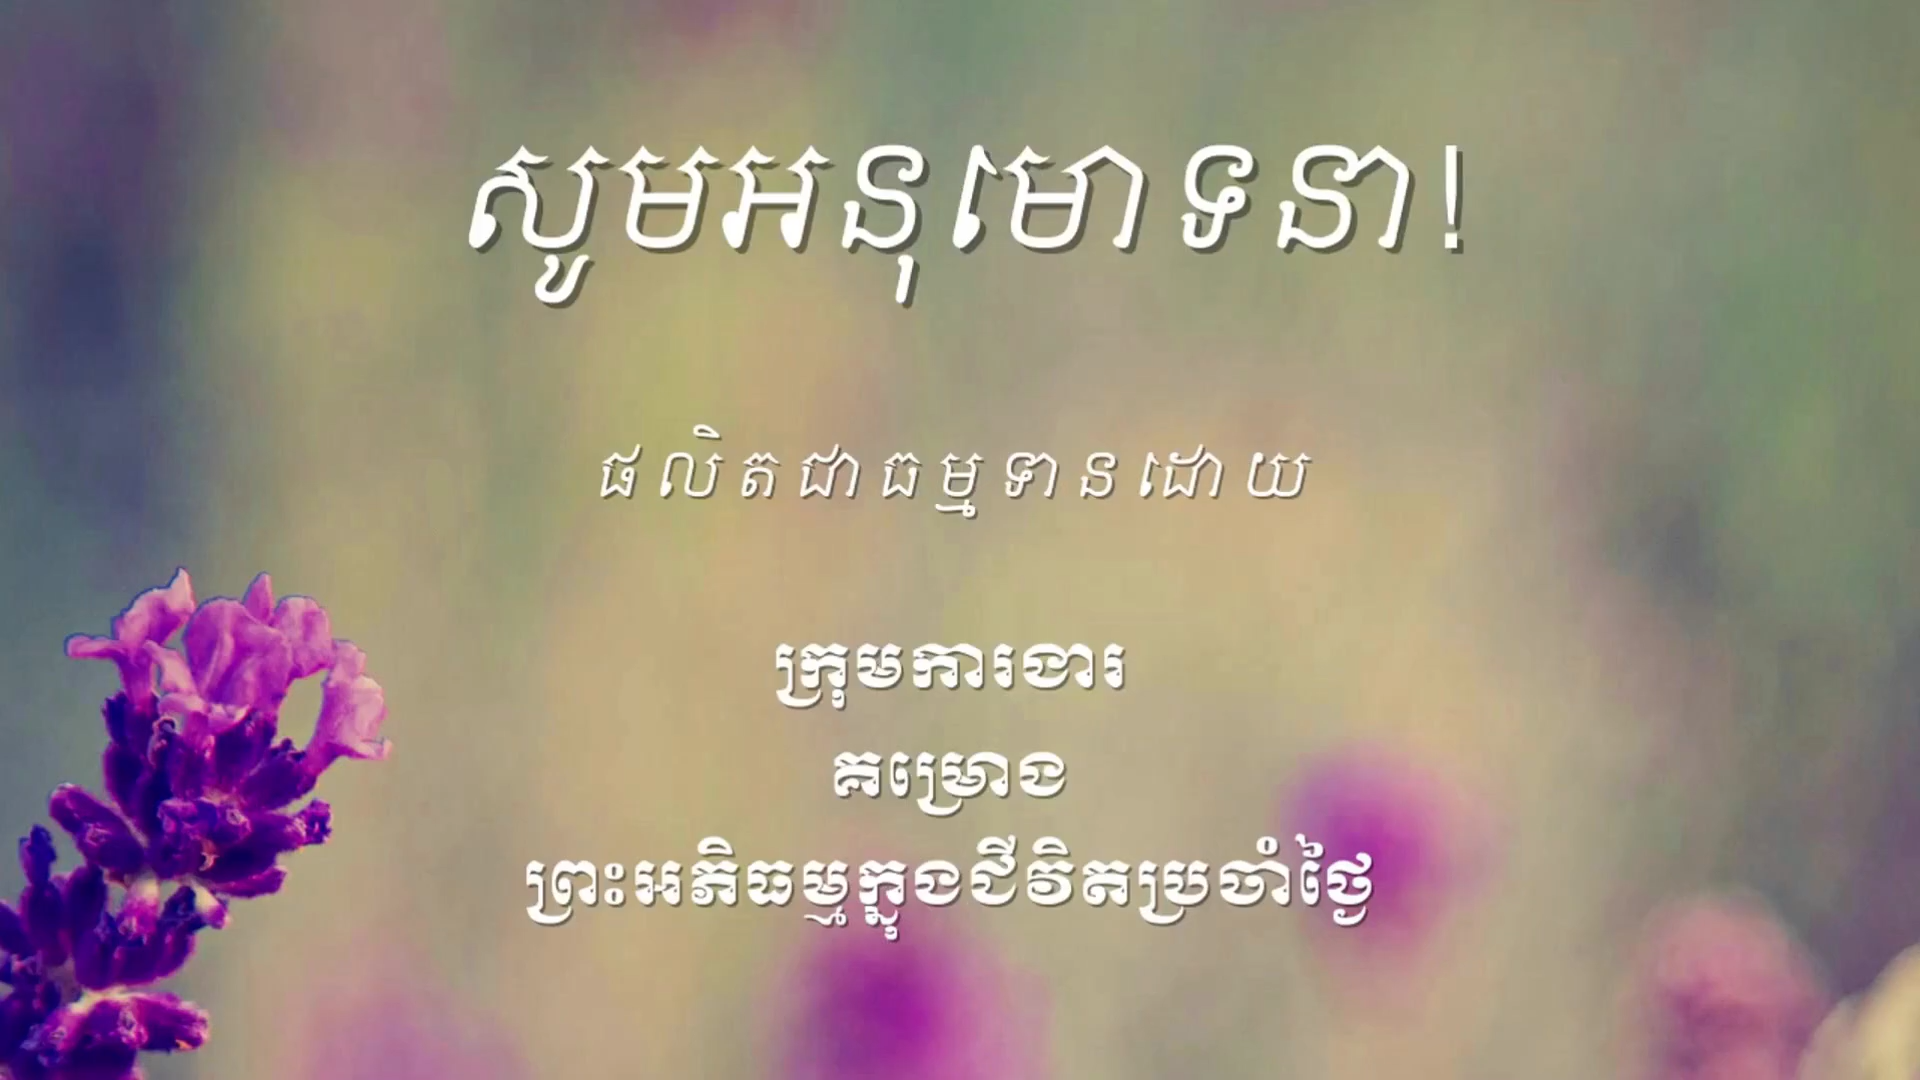 សូមអនុមោទនា!
ផលិតជាធម្មទានដោយ
ក្រុមការងារ
គម្រោង
ព្រះអភិធម្មក្នុងជីវិតប្រចាំថ្ងៃ